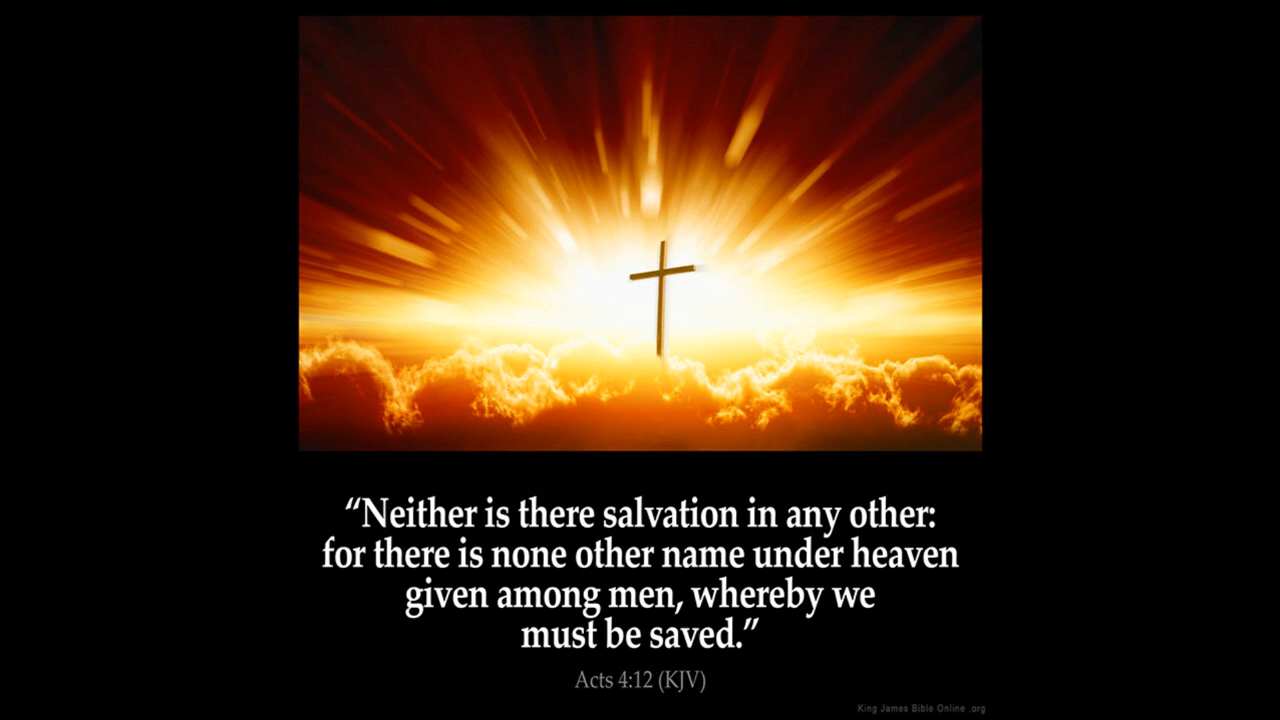 “Neither is there salvation in any other:
for there is none other name under heaven
given among men, whereby we
must be saved.”
Acts 4:12 (KJV)
King James Bible Online .org